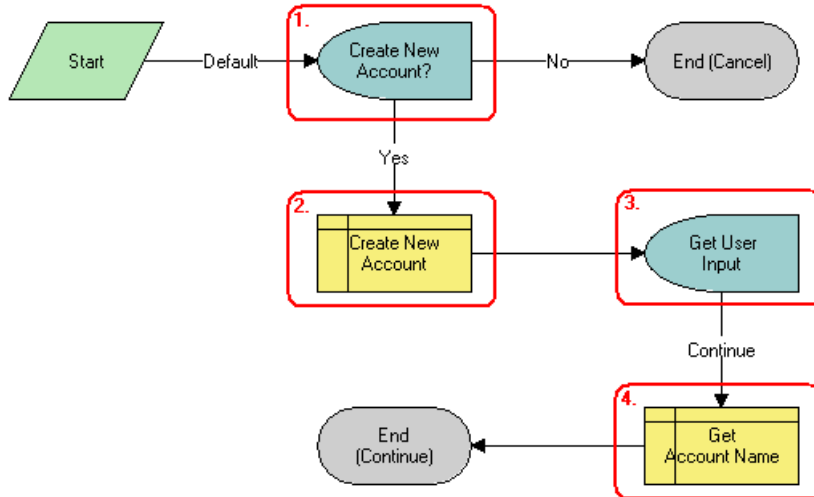 1.
Start
Default
Create New
Account?
No
End (Cancel)
Yes
2.
Create New
Account
3.
Get User
Input
Continue
4.
Get
Account Name
End
(Continue)